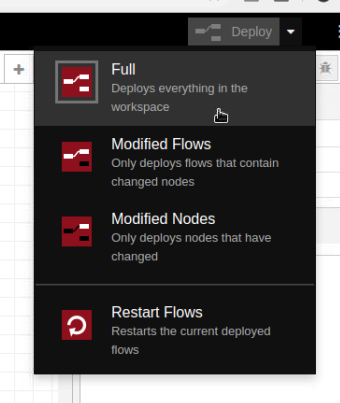 Deploy
Full
Deploys everything in the
workspace
Modified Flows
Only deploys flows that contain
changed nodes
Modified Nodes
Only deploys nodes that have
changed
Restart Flows
Restarts the current deployed
flows